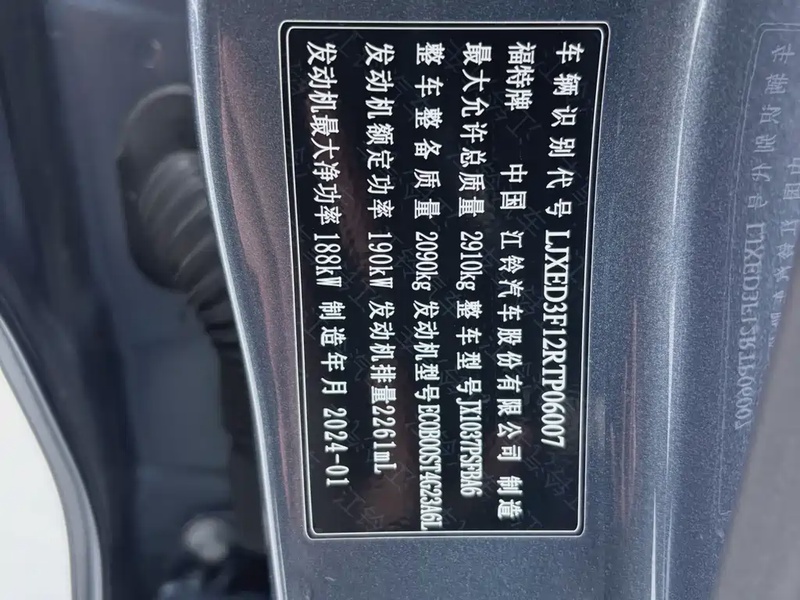 车辆识别代号 LJXED3F12RTP06007
福特牌 中国 江铃汽车股份有限公司 制造
最大允许总质量 2910kg 整车型号 JX1037PSFBA6
整车整备质量 2090kg 发动机型号 ECOBOOST4G23A6L
发动机额定功率 190kW 发动机排量 2261mL
发动机最大净功率 188kW 制造年月 2024-01